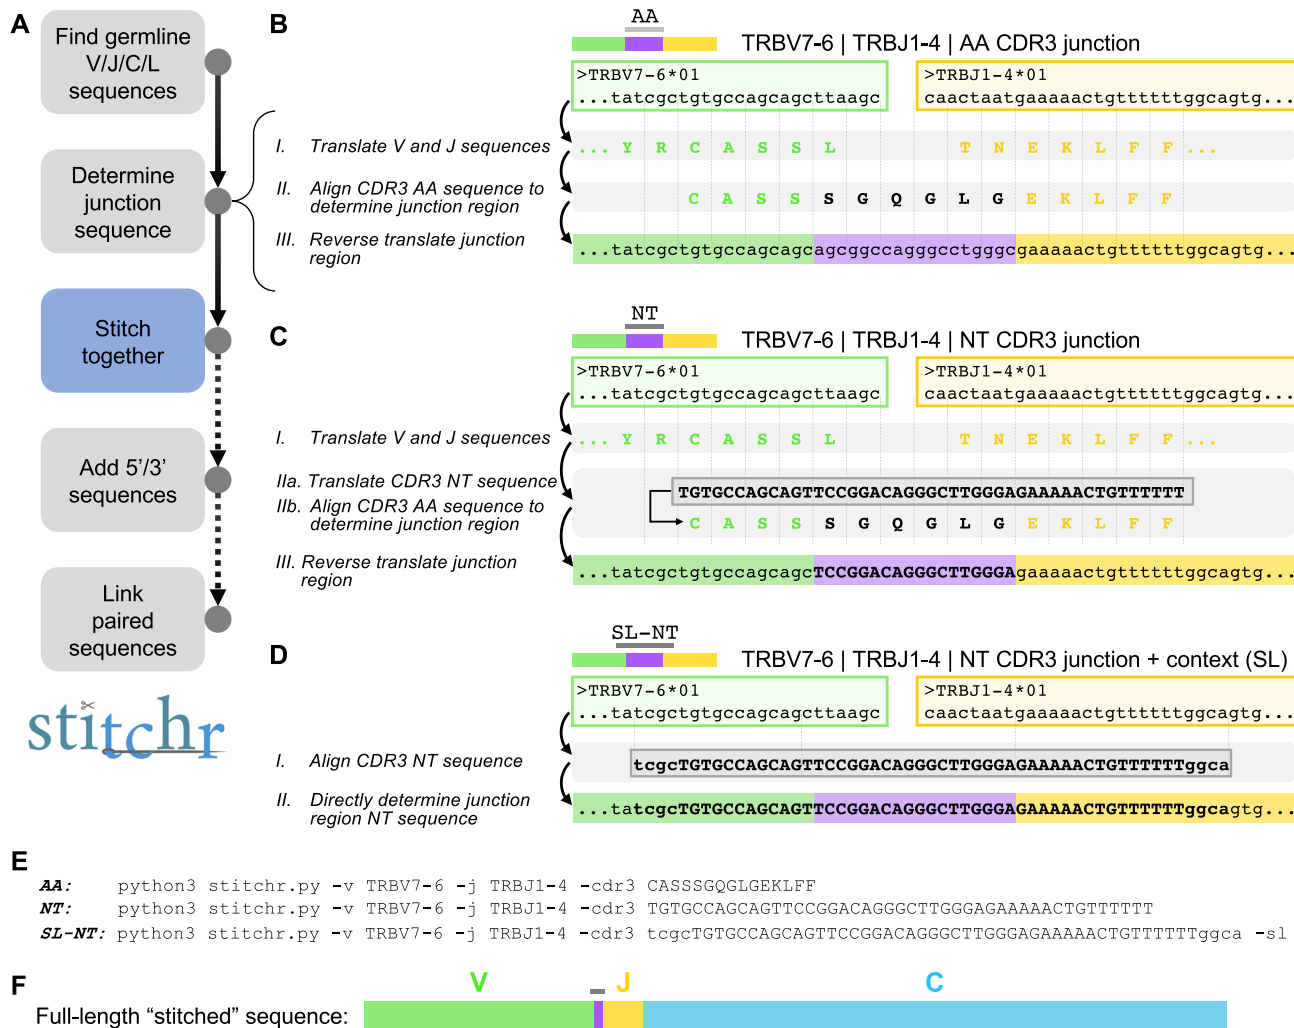 A
Find germline
V/J/C/L
sequences
Determine
junction
sequence
Stitch
together
Add 5'/3'
sequences
Link
paired
sequences
stitchr
B
AA
TRBV7-6 | TRBJ1-4 | AA CDR3 junction
>TRBV7-6*01
...tatcgctgtgccagcagcttaagc
>TRBJ1-4*01
caactaatgaaaaactgttttttggcagtg...
I. Translate V and J sequences
... Y R C A S S L T N E K L F F ...
II. Align CDR3 AA sequence to
determine junction region
C A S S S G Q G L G E K L F F
III. Reverse translate junction
region
...tatcgctgtgccagcagcagcggccagggcctgggcgaaaaactgttttttggcagtg...
C
NT
TRBV7-6 | TRBJ1-4 | NT CDR3 junction
>TRBV7-6*01
...tatcgctgtgccagcagcttaagc
>TRBJ1-4*01
caactaatgaaaaactgttttttggcagtg...
I. Translate V and J sequences
... Y R C A S S L T N E K L F F ...
IIa. Translate CDR3 NT sequence
TGTGCCAGCAGTTCCGGACAGGGCTTGGGAGAAAAACTGTTTTTT
IIb. Align CDR3 AA sequence to
determine junction region
C A S S S G Q G L G E K L F F
III. Reverse translate junction
region
...tatcgctgtgccagcagcTCCGGACAGGGCTTGGGAgaaaaactgttttttggcagtg...
D
SL-NT
TRBV7-6 | TRBJ1-4 | NT CDR3 junction + context (SL)
>TRBV7-6*01
...tatcgctgtgccagcagcttaagc
>TRBJ1-4*01
caactaatgaaaaactgttttttggcagtg...
I. Align CDR3 NT sequence
tcgcTGTGCCAGCAGTTCCGGACAGGGCTTGGGAGAAAAACTGTTTTTTggca
II. Directly determine junction
region NT sequence
...tatcgcTGTGCCAGCAGTTCCGGACAGGGCTTGGGAGAAAAACTGTTTTTTggcagtg...
E
AA: python3 stitchr.py -v TRBV7-6 -j TRBJ1-4 -cdr3 CASSSGQGLGEKLFF
NT: python3 stitchr.py -v TRBV7-6 -j TRBJ1-4 -cdr3 TGTGCCAGCAGTTCCGGACAGGGCTTGGGAGAAAAACTGTTTTTT
SL-NT: python3 stitchr.py -v TRBV7-6 -j TRBJ1-4 -cdr3 tcgcTGTGCCAGCAGTTCCGGACAGGGCTTGGGAGAAAAACTGTTTTTTggca -sl
F
V J C
Full-length "stitched" sequence: